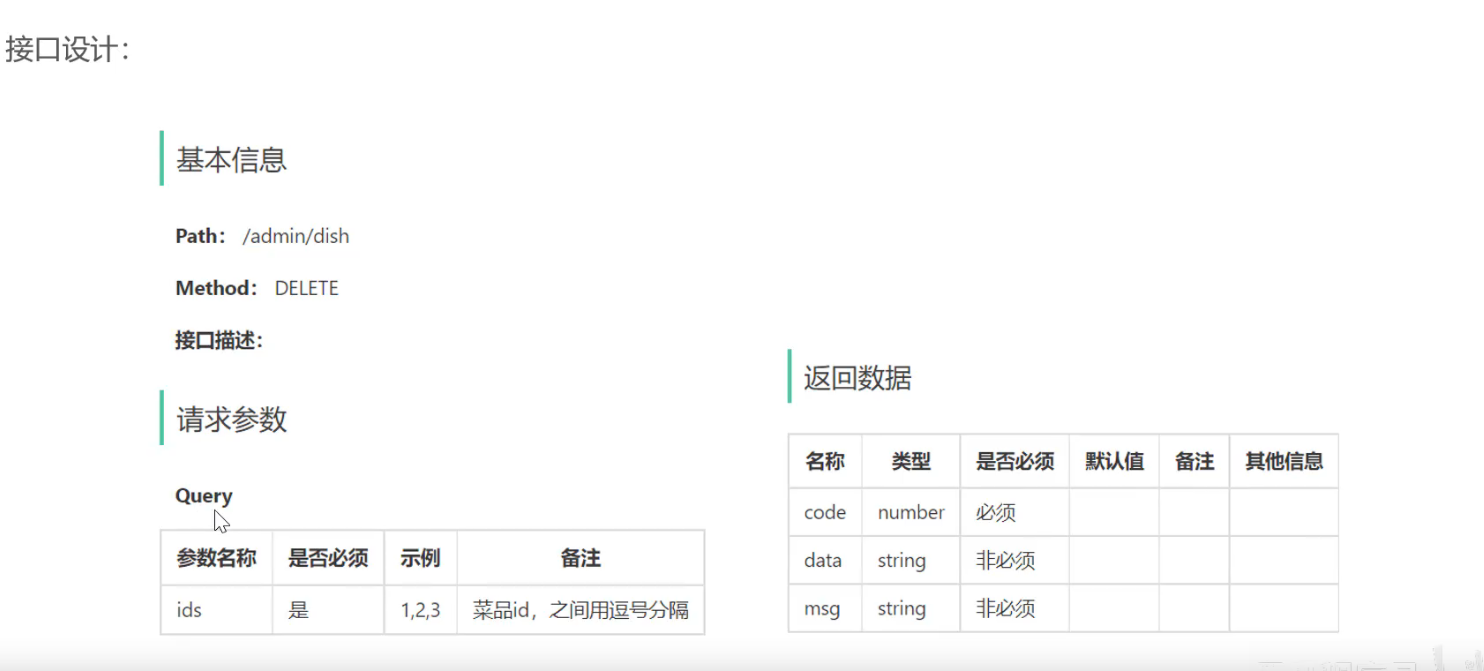 接口设计：
基本信息
Path： /admin/dish
Method： DELETE
接口描述：
请求参数
Query
参数名称 是否必须 示例 备注
ids 是 1,2,3 菜品id，之间用逗号分隔
返回数据
名称 类型 是否必须 默认值 备注 其他信息
code number 必须
data string 非必须
msg string 非必须